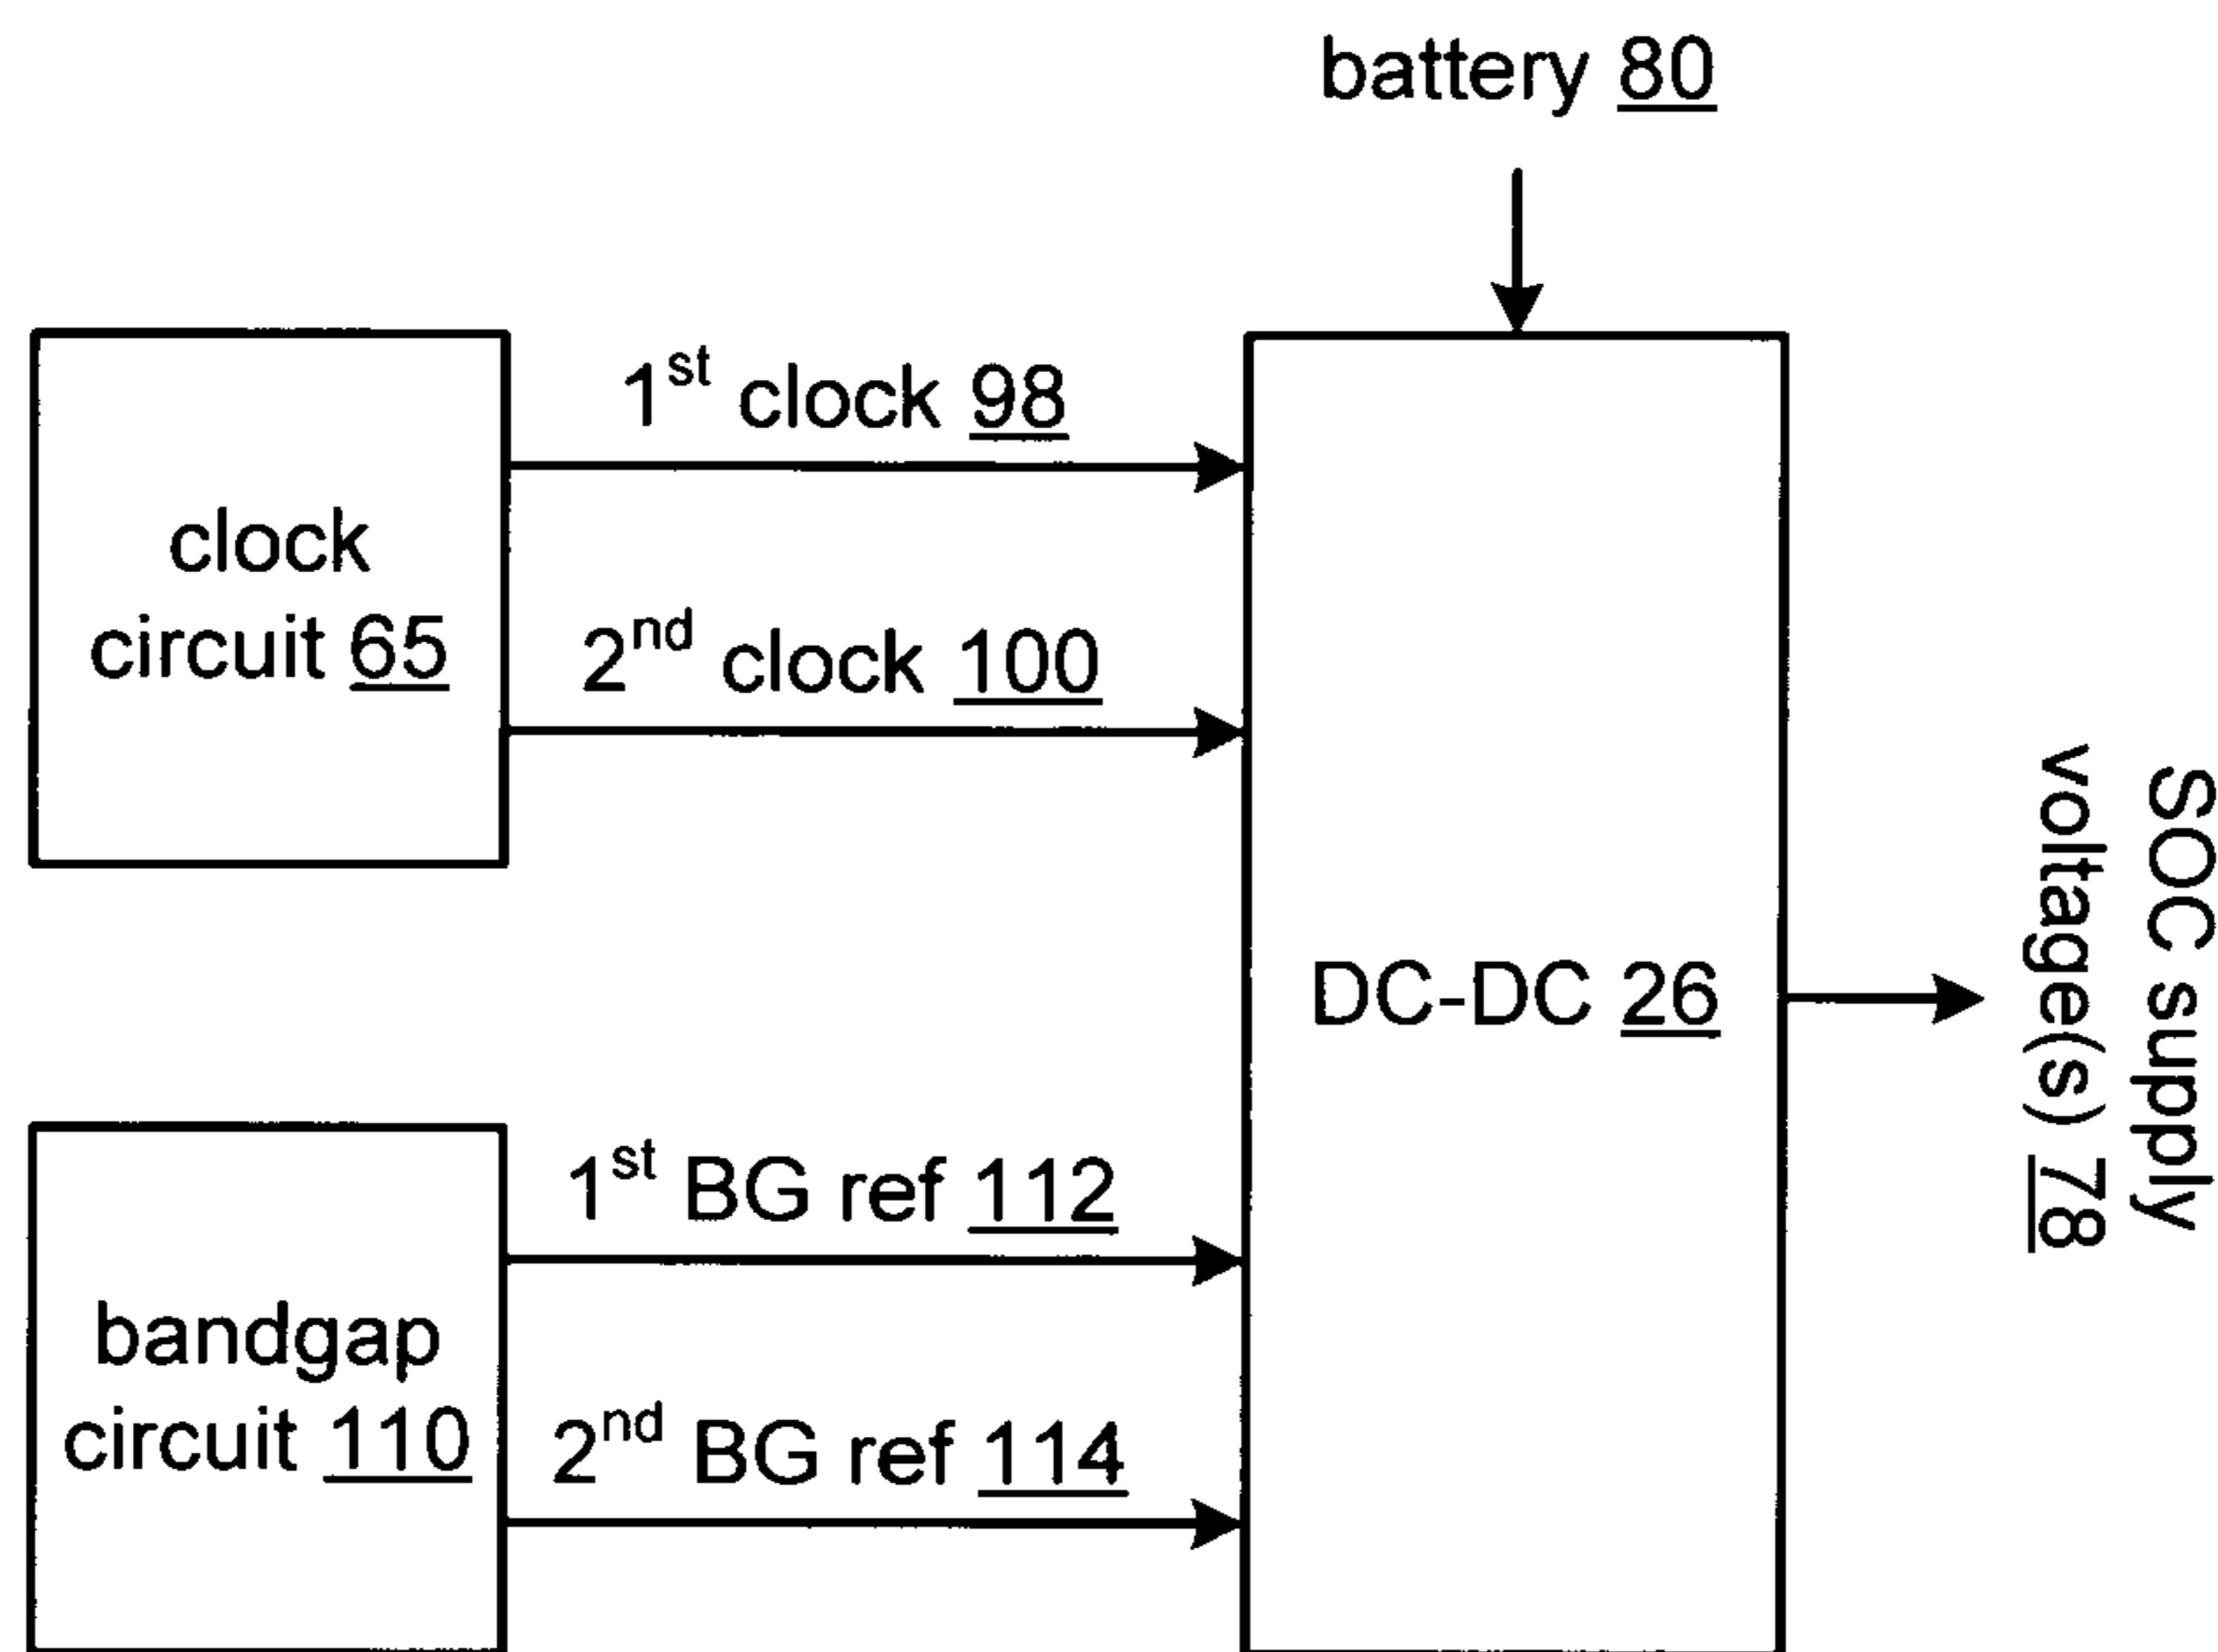 battery 80
1st clock 98
clock
circuit 65
2nd clock 100
DC-DC 26
SOC supply
voltage(s) 78
1st BG ref 112
bandgap
circuit 110
2nd BG ref 114